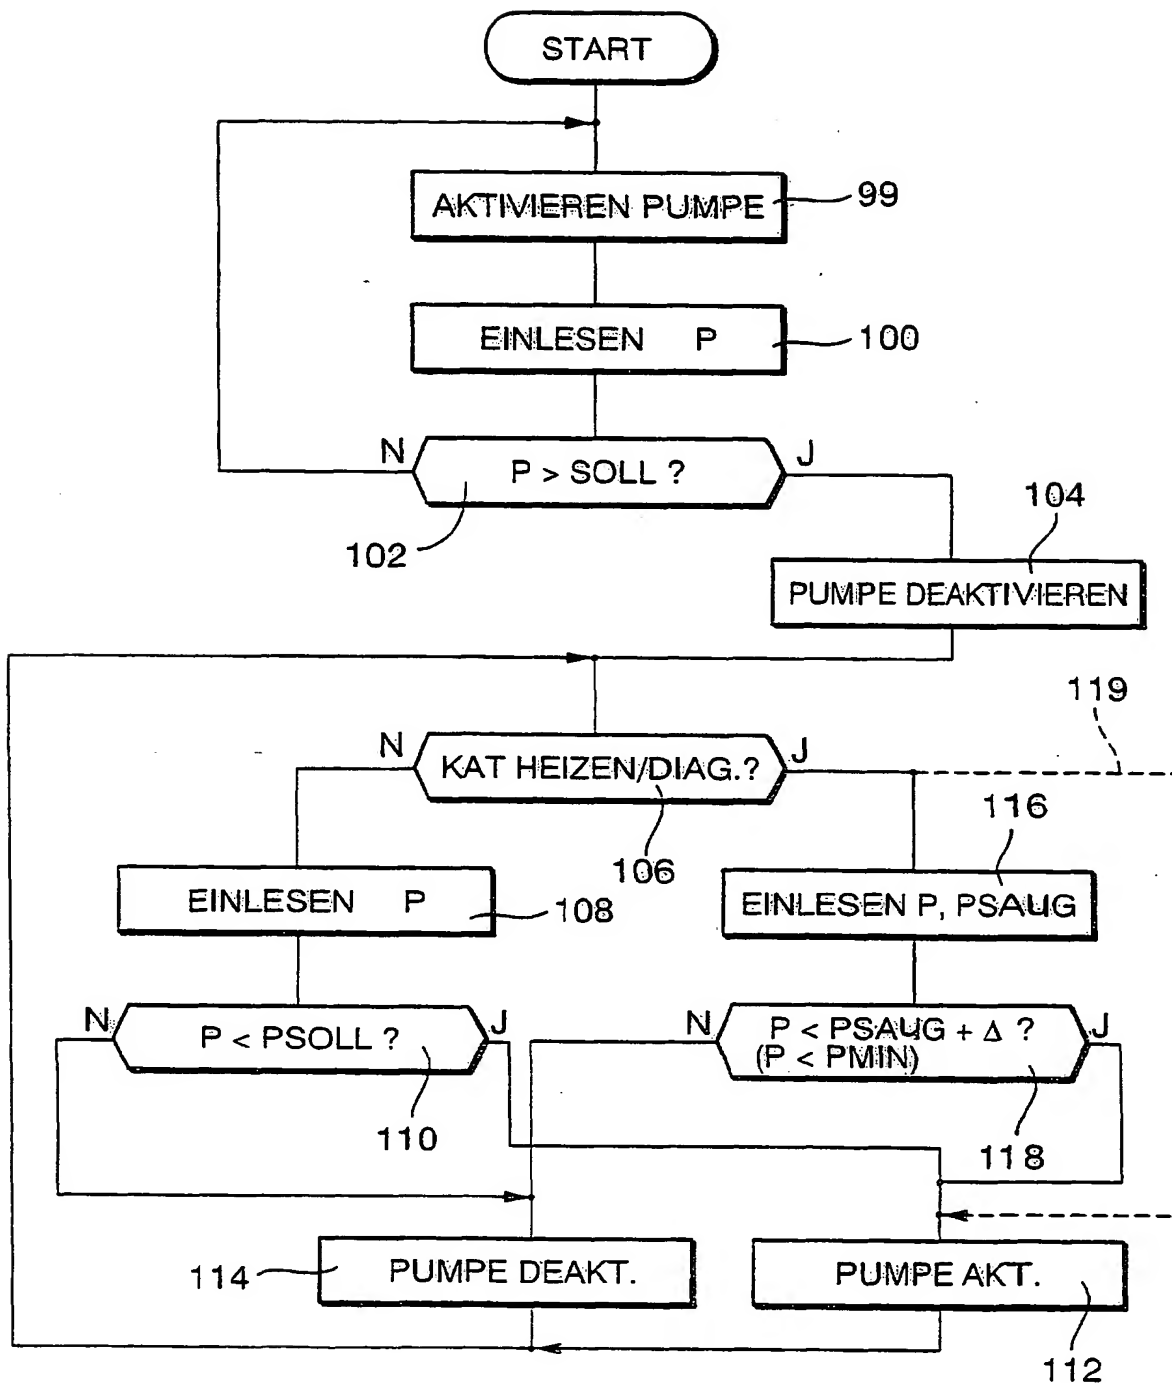 START
AKTIVIEREN PUMPE
99
EINLESEN P
100
N
P > SOLL ?
J
102
104
PUMPE DEAKTIVIEREN
119
N
KAT HEIZEN/DIAG.?
J
106
116
EINLESEN P
108
EINLESEN P, PSAUG
N
P < PSOLL ?
J
110
N
P < PSAUG + Δ ?
(P < PMIN)
J
118
114
PUMPE DEAKT.
PUMPE AKT.
112